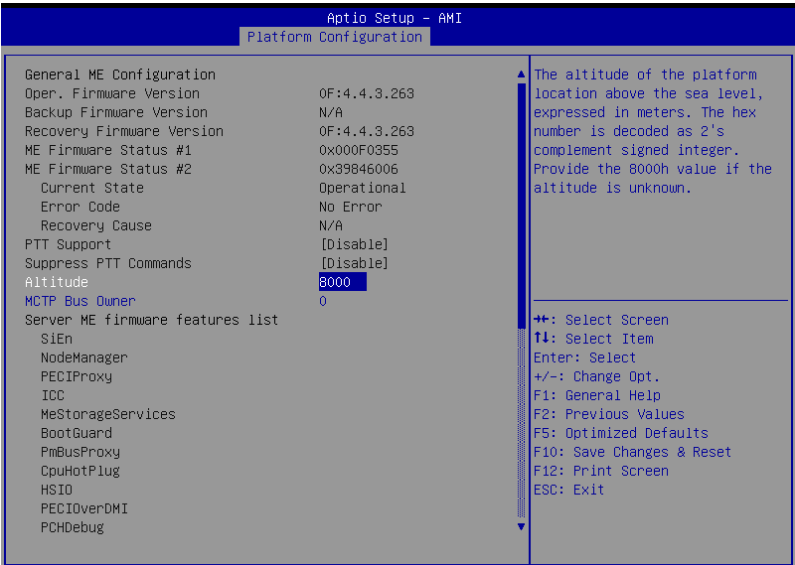 Aptio Setup – AMI
Platform Configuration
General ME Configuration
Oper. Firmware Version 0F:4.4.3.263
Backup Firmware Version N/A
Recovery Firmware Version 0F:4.4.3.263
ME Firmware Status #1 0x000F0355
ME Firmware Status #2 0x39846006
Current State Operational
Error Code No Error
Recovery Cause N/A
PTT Support [Disable]
Suppress PTT Commands [Disable]
Altitude 8000
MCTP Bus Owner 0
Server ME firmware features list
SiEn
NodeManager
PECIProxy
ICC
MeStorageServices
BootGuard
PmBusProxy
CpuHotPlug
HSIO
PECIOverDMI
PCHDebug
The altitude of the platform
location above the sea level,
expressed in meters. The hex
number is decoded as 2's
complement signed integer.
Provide the 8000h value if the
altitude is unknown.
→←: Select Screen
↑↓: Select Item
Enter: Select
+/-: Change Opt.
F1: General Help
F2: Previous Values
F5: Optimized Defaults
F10: Save Changes & Reset
F12: Print Screen
ESC: Exit